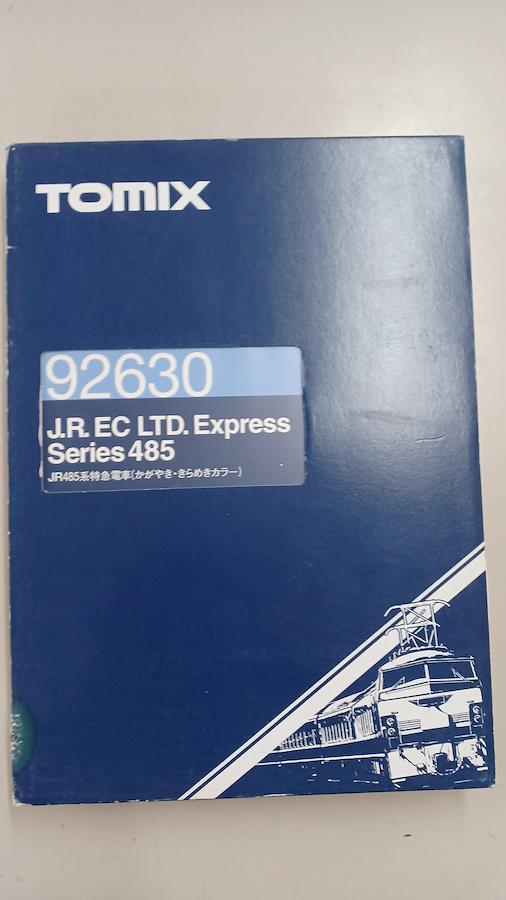 TOMIX
92630
J.R. EC LTD. Express
Series 485
JR485系特急電車(かがやき・きらめきカラー)